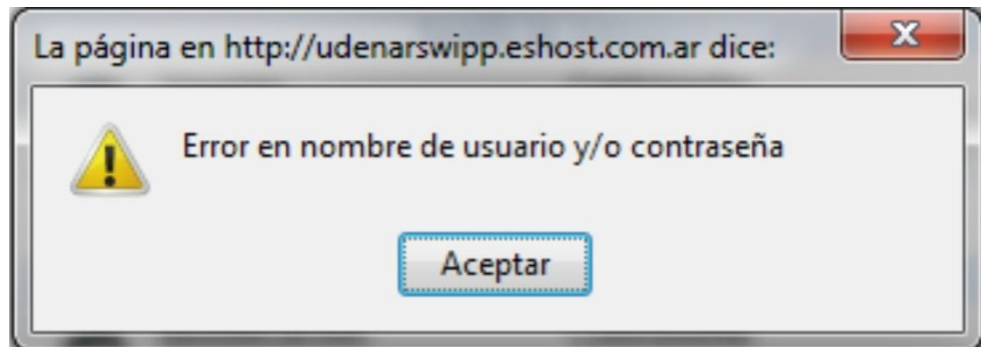 La página en http://udenarswipp.eshost.com.ar dice:
Error en nombre de usuario y/o contraseña
Aceptar